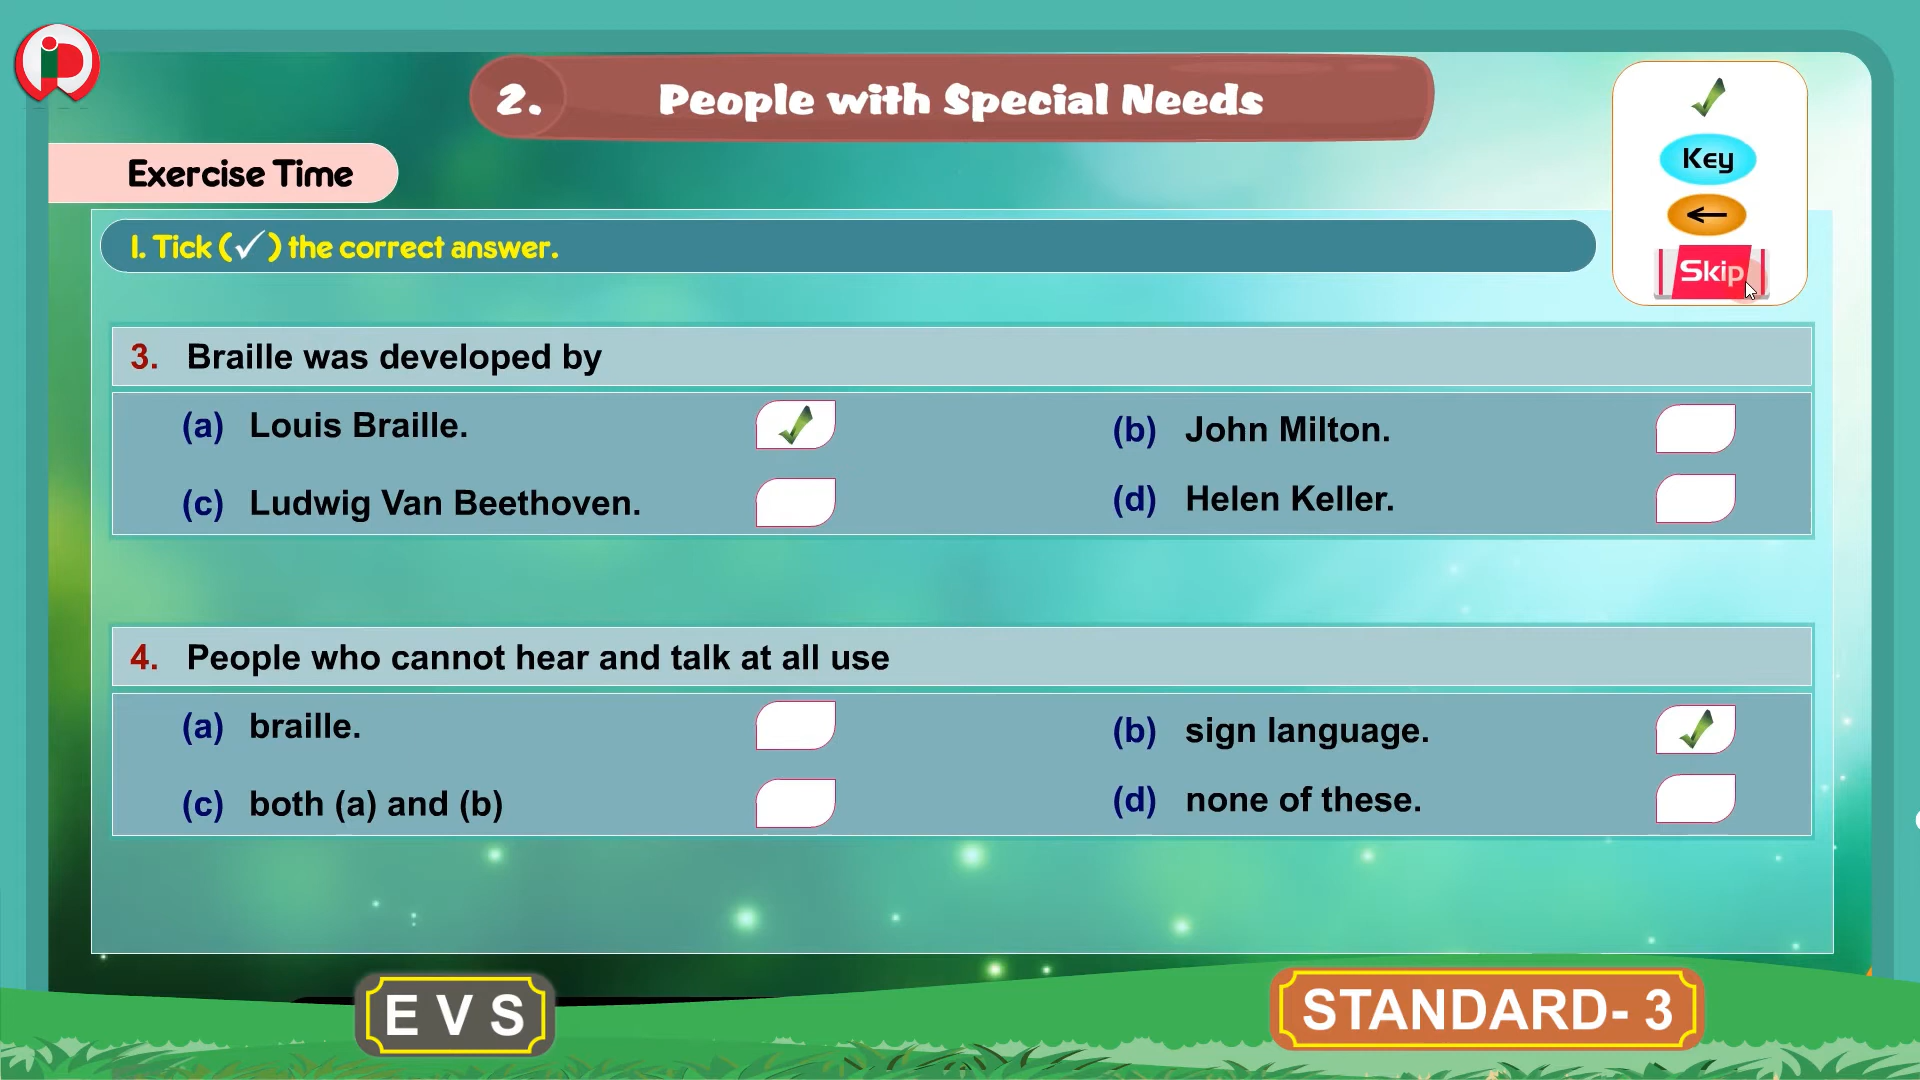 2. People with Special Needs
Key
Exercise Time
Skip
I. Tick (✓) the correct answer.
3. Braille was developed by
(a) Louis Braille.
(b) John Milton.
(c) Ludwig Van Beethoven.
(d) Helen Keller.
4. People who cannot hear and talk at all use
(a) braille.
(b) sign language.
(c) both (a) and (b)
(d) none of these.
EVS
STANDARD- 3